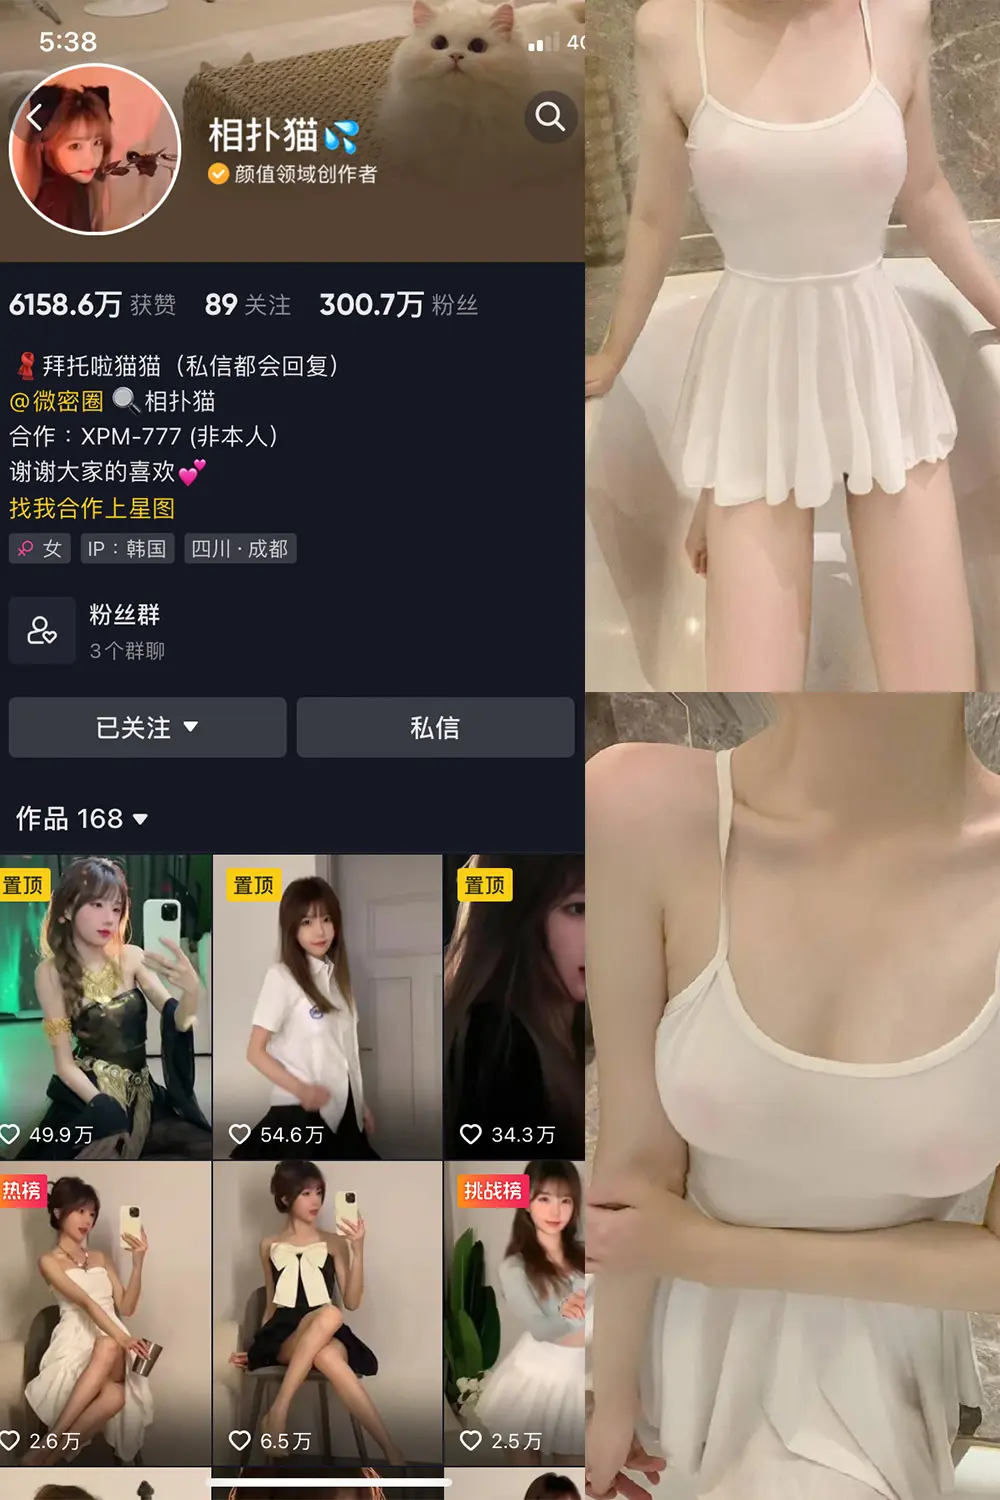 5:38
4G
相扑猫💦
颜值领域创作者
6158.6万 获赞 89 关注 300.7万 粉丝
🧣拜托啦猫猫（私信都会回复）
@微密圈 🔍相扑猫
合作：XPM-777 (非本人)
谢谢大家的喜欢💕
找我合作上星图
女 IP：韩国 四川·成都
粉丝群
3个群聊
已关注 私信
作品 168
置顶 置顶 置顶
49.9万 54.6万 34.3万
热榜 挑战榜
2.6万 6.5万 2.5万